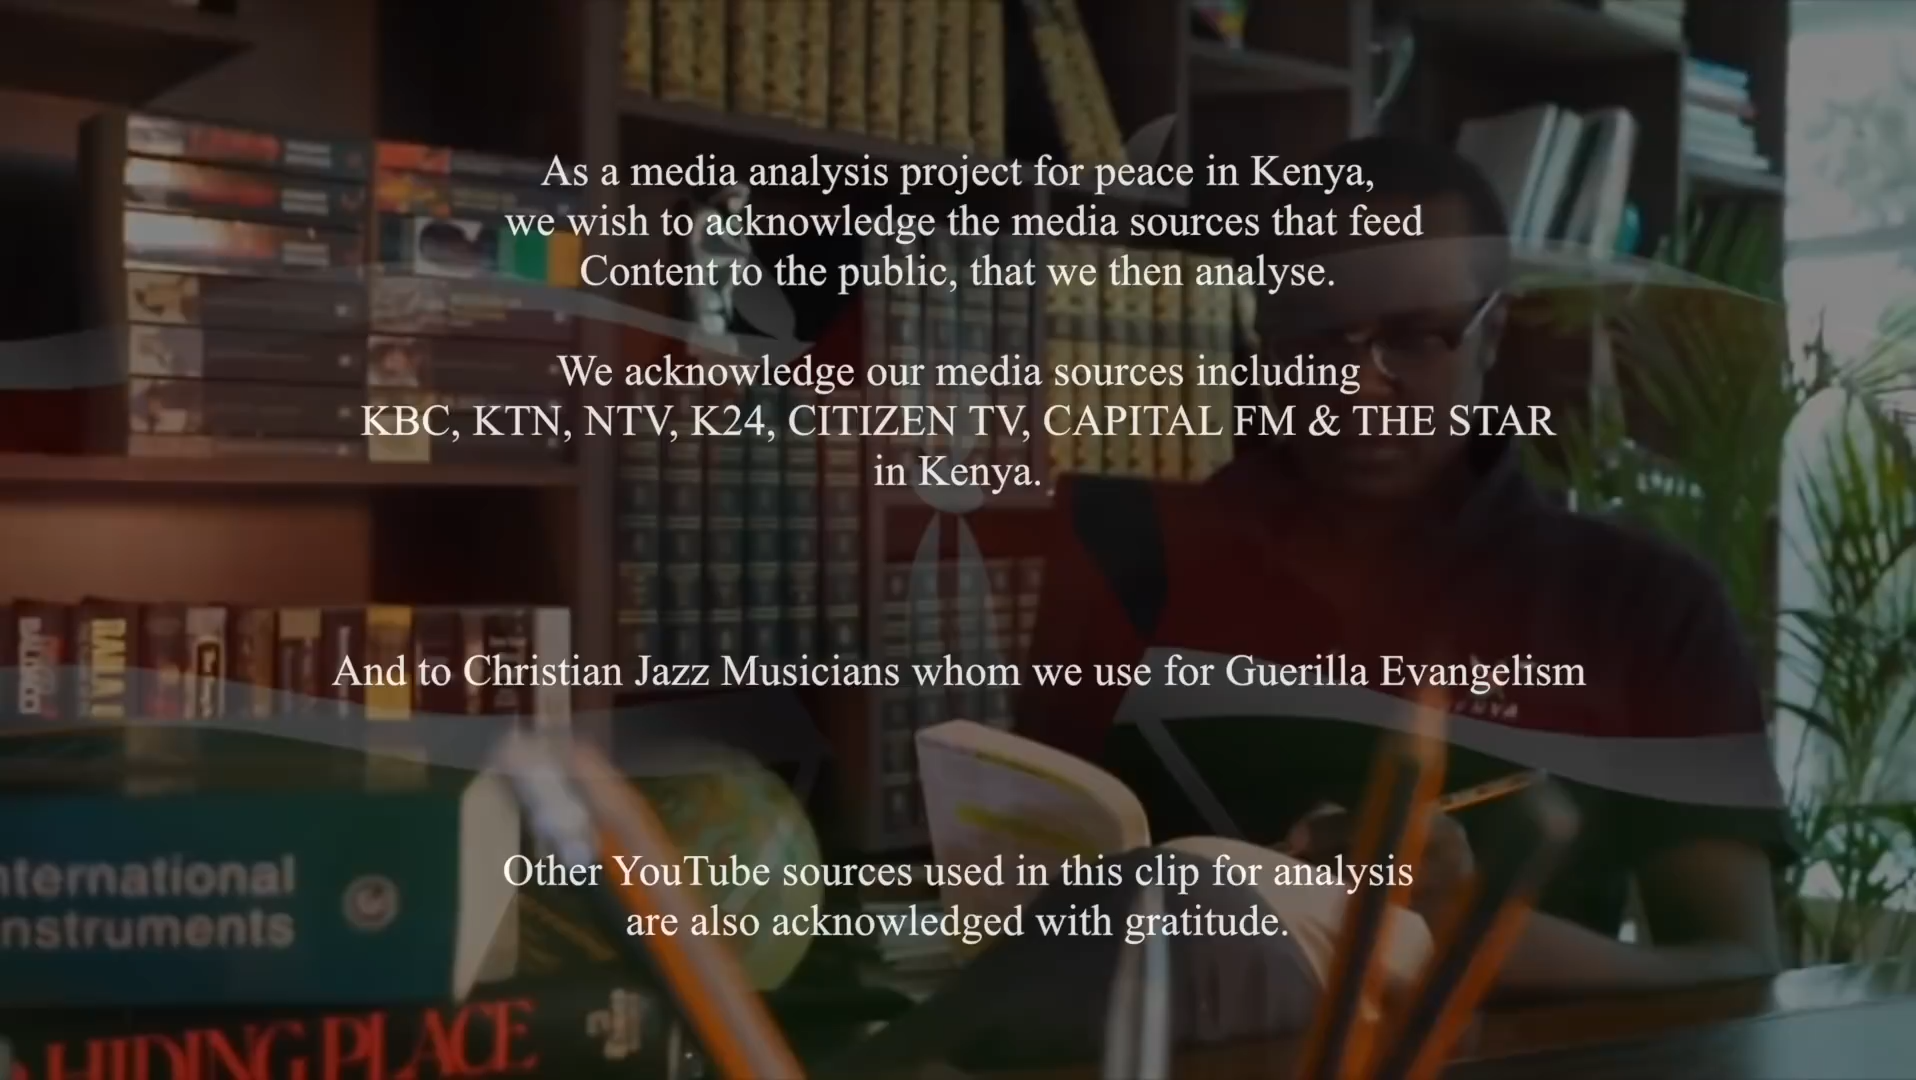 As a media analysis project for peace in Kenya,
we wish to acknowledge the media sources that feed
Content to the public, that we then analyse.
We acknowledge our media sources including
KBC, KTN, NTV, K24, CITIZEN TV, CAPITAL FM & THE STAR
in Kenya.
And to Christian Jazz Musicians whom we use for Guerilla Evangelism
Other YouTube sources used in this clip for analysis
are also acknowledged with gratitude.
nternational
nstruments
HIDING PLACE